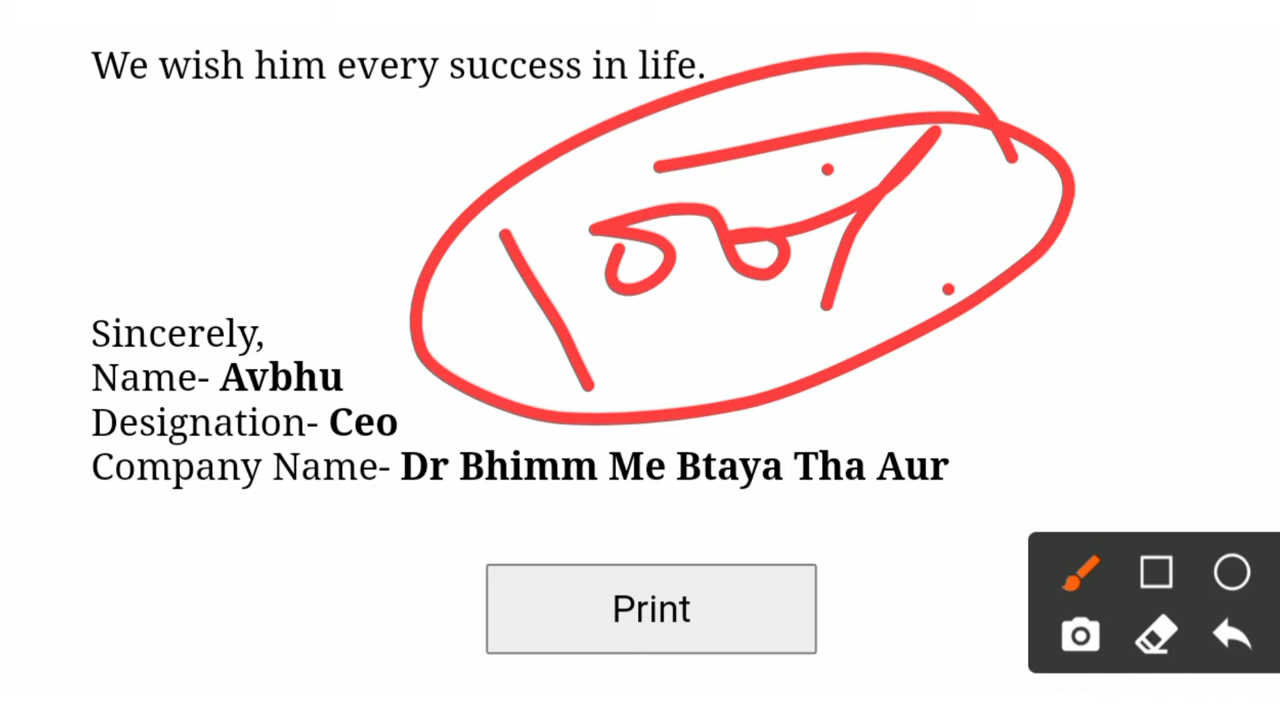 We wish him every success in life.
Sincerely,
Name- Avbhu
Designation- Ceo
Company Name- Dr Bhimm Me Btaya Tha Aur
Print